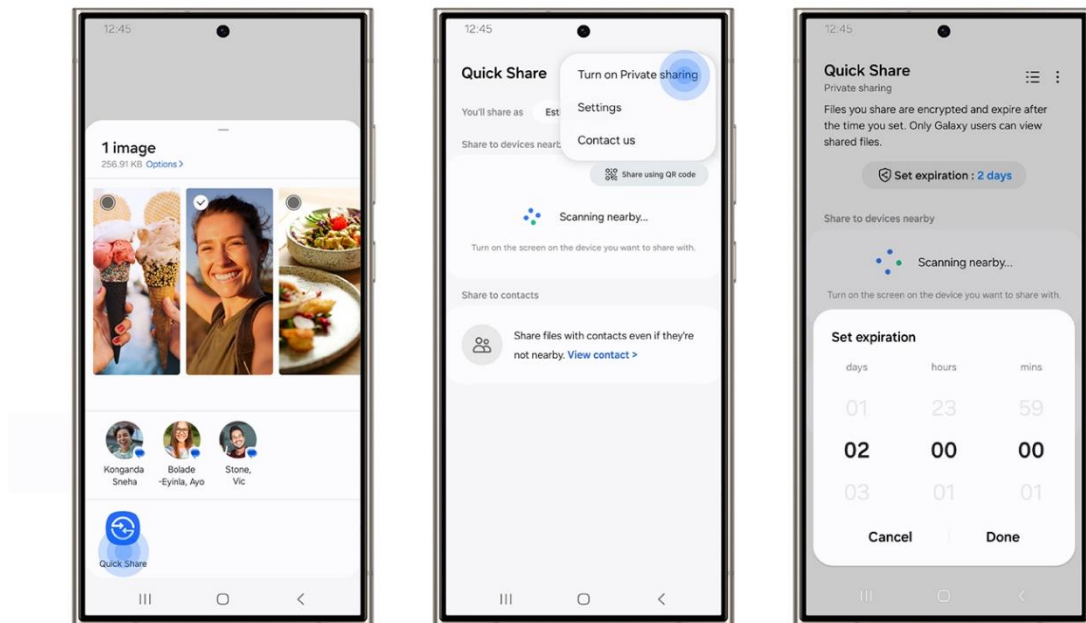 12:45
1 image
256.91 KB Options >
Konganda
Sneha
Bolade
-Eyinla, Ayo
Stone,
Vic
Quick Share
12:45
Quick Share
Turn on Private sharing
Settings
Contact us
You'll share as Est
Share to devices nearb
Share using QR code
Scanning nearby...
Turn on the screen on the device you want to share with.
Share to contacts
Share files with contacts even if they're
not nearby. View contact >
12:45
Quick Share
Private sharing
Files you share are encrypted and expire after
the time you set. Only Galaxy users can view
shared files.
Set expiration : 2 days
Share to devices nearby
Scanning nearby...
Turn on the screen on the device you want to share with.
Set expiration
days hours mins
01 23 59
02 00 00
03 01 01
Cancel Done